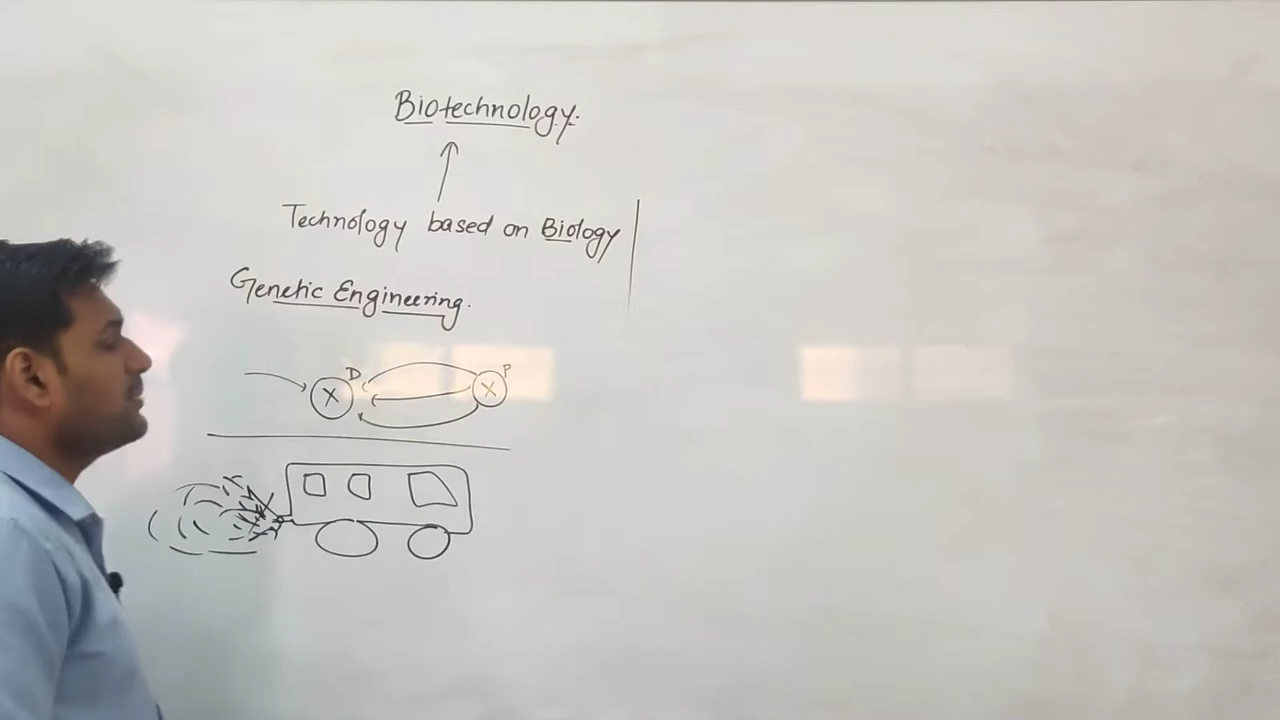 Biotechnology.
Technology based on Biology
Genetic Engineering.
X D X P